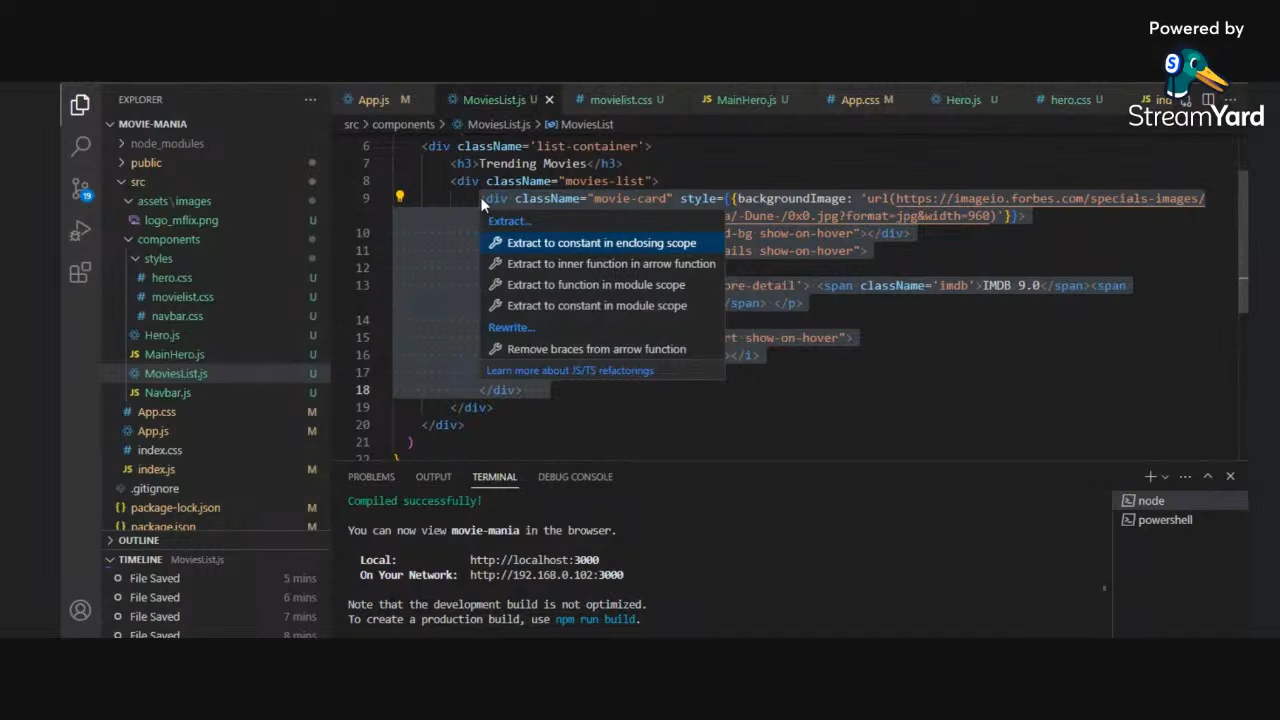 Powered by
StreamYard
EXPLORER
App.js M
MoviesList.js U
# movielist.css U
JS MainHero.js U
# App.css M
Hero.js U
# hero.css U
JS ind
MOVIE-MANIA
node_modules
public
src
assets\images
logo_mflix.png U
components
styles
# hero.css U
# movielist.css U
# navbar.css U
Hero.js U
JS MainHero.js U
MoviesList.js U
JS Navbar.js U
# App.css M
App.js M
# index.css
JS index.js M
.gitignore
{} package-lock.json M
{} package.json M
OUTLINE
TIMELINE MoviesList.js
File Saved 5 mins
File Saved 6 mins
File Saved 7 mins
File Saved 8 mins
src > components > MoviesList.js > MoviesList
6 <div className='list-container'>
7 <h3>Trending Movies</h3>
8 <div className="movies-list">
9 <div className="movie-card" style={{backgroundImage: 'url(https://imageio.forbes.com/specials-images/
/-Dune-/0x0.jpg?format=jpg&width=960)'}}>
10 d-bg show-on-hover"></div>
11 ails show-on-hover">
12
13 ore-detail'> <span className='imdb'>IMDB 9.0</span><span
/span> </p>
14
15 rt show-on-hover">
16 ></i>
17
18 </div>
19 </div>
20 </div>
21 )
22 }
Extract...
Extract to constant in enclosing scope
Extract to inner function in arrow function
Extract to function in module scope
Extract to constant in module scope
Rewrite...
Remove braces from arrow function
Learn more about JS/TS refactorings
PROBLEMS OUTPUT TERMINAL DEBUG CONSOLE
Compiled successfully!
You can now view movie-mania in the browser.
Local: http://localhost:3000
On Your Network: http://192.168.0.102:3000
Note that the development build is not optimized.
To create a production build, use npm run build.
node
powershell
19